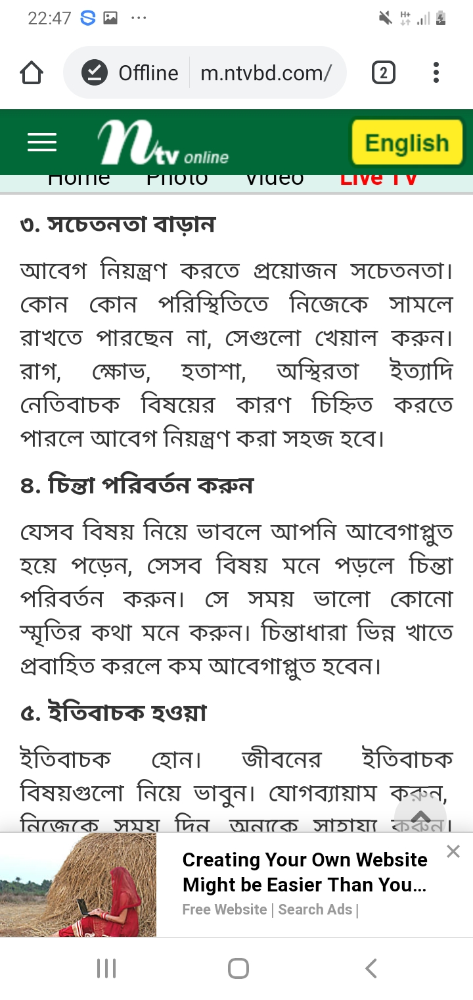 22:47
H+
Offline m.ntvbd.com/ 2
ntv online English
Home Photo Video Live TV
৩. সচেতনতা বাড়ান
আবেগ নিয়ন্ত্রণ করতে প্রয়োজন সচেতনতা।
কোন কোন পরিস্থিতিতে নিজেকে সামলে
রাখতে পারছেন না, সেগুলো খেয়াল করুন।
রাগ, ক্ষোভ, হতাশা, অস্থিরতা ইত্যাদি
নেতিবাচক বিষয়ের কারণ চিহ্নিত করতে
পারলে আবেগ নিয়ন্ত্রণ করা সহজ হবে।
৪. চিন্তা পরিবর্তন করুন
যেসব বিষয় নিয়ে ভাবলে আপনি আবেগাপ্লুত
হয়ে পড়েন, সেসব বিষয় মনে পড়লে চিন্তা
পরিবর্তন করুন। সে সময় ভালো কোনো
স্মৃতির কথা মনে করুন। চিন্তাধারা ভিন্ন খাতে
প্রবাহিত করলে কম আবেগাপ্লুত হবেন।
৫. ইতিবাচক হওয়া
ইতিবাচক হোন। জীবনের ইতিবাচক
বিষয়গুলো নিয়ে ভাবুন। যোগব্যায়াম করুন,
নিজেকে সময় দিন, অন্যকে সাহায্য করুন।
Creating Your Own Website
Might be Easier Than You...
Free Website | Search Ads |